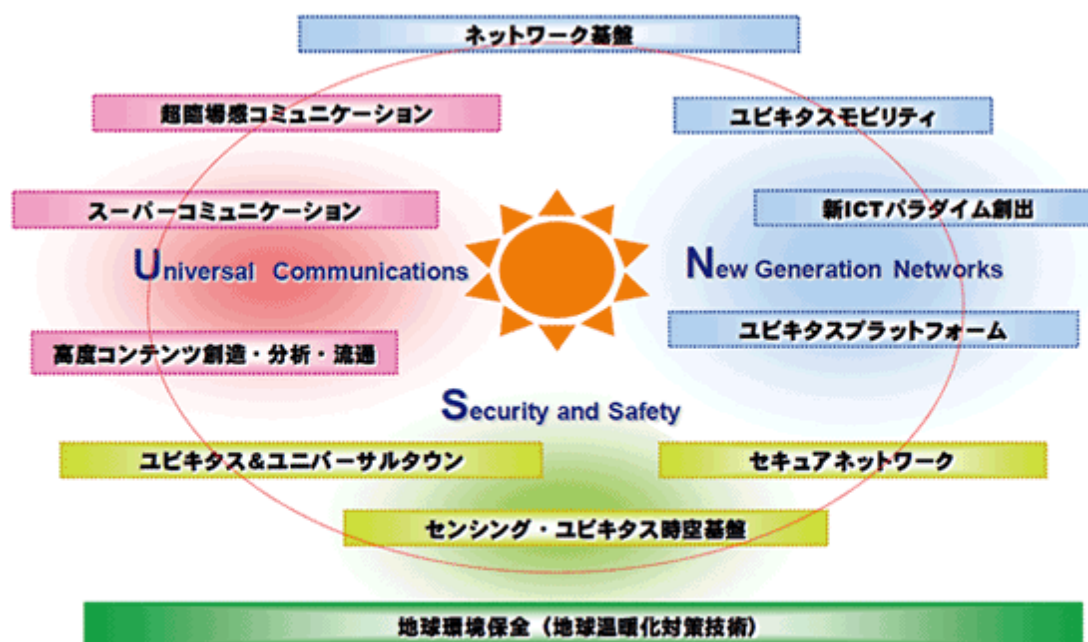 ネットワーク基盤
超臨場感コミュニケーション
ユビキタスモビリティ
スーパーコミュニケーション
新ICTパラダイム創出
Universal Communications
New Generation Networks
ユビキタスプラットフォーム
高度コンテンツ創造・分析・流通
Security and Safety
ユビキタス&ユニバーサルタウン
セキュアネットワーク
センシング・ユビキタス時空基盤
地球環境保全（地球温暖化対策技術）